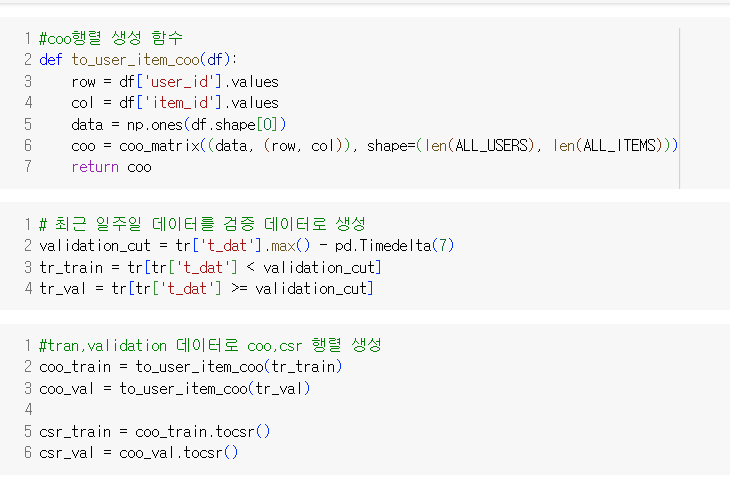 1 #coo행렬 생성 함수
2 def to_user_item_coo(df):
3     row = df['user_id'].values
4     col = df['item_id'].values
5     data = np.ones(df.shape[0])
6     coo = coo_matrix((data, (row, col)), shape=(len(ALL_USERS), len(ALL_ITEMS)))
7     return coo
1 # 최근 일주일 데이터를 검증 데이터로 생성
2 validation_cut = tr['t_dat'].max() - pd.Timedelta(7)
3 tr_train = tr[tr['t_dat'] < validation_cut]
4 tr_val = tr[tr['t_dat'] >= validation_cut]
1 #tran,validation 데이터로 coo,csr 행렬 생성
2 coo_train = to_user_item_coo(tr_train)
3 coo_val = to_user_item_coo(tr_val)
4
5 csr_train = coo_train.tocsr()
6 csr_val = coo_val.tocsr()